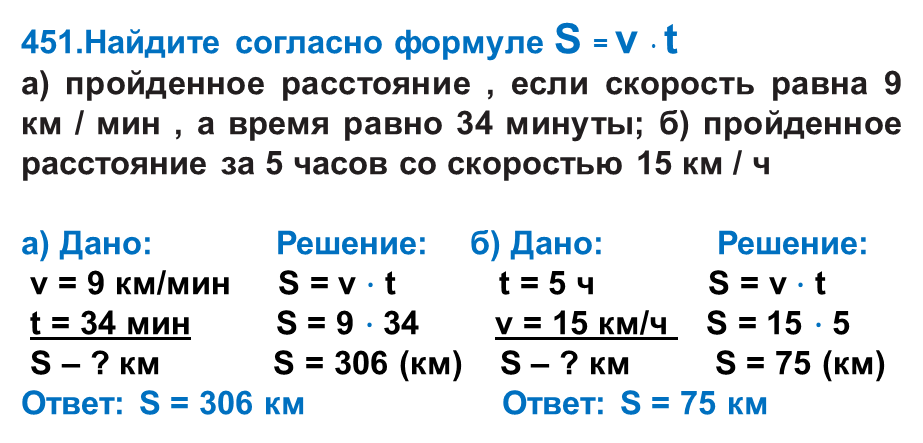 451.Найдите согласно формуле S = v · t
а) пройденное расстояние , если скорость равна 9
км / мин , а время равно 34 минуты; б) пройденное
расстояние за 5 часов со скоростью 15 км / ч
а) Дано: Решение: б) Дано: Решение:
v = 9 км/мин S = v · t t = 5 ч S = v · t
t = 34 мин S = 9 · 34 v = 15 км/ч S = 15 · 5
S – ? км S = 306 (км) S – ? км S = 75 (км)
Ответ: S = 306 км Ответ: S = 75 км